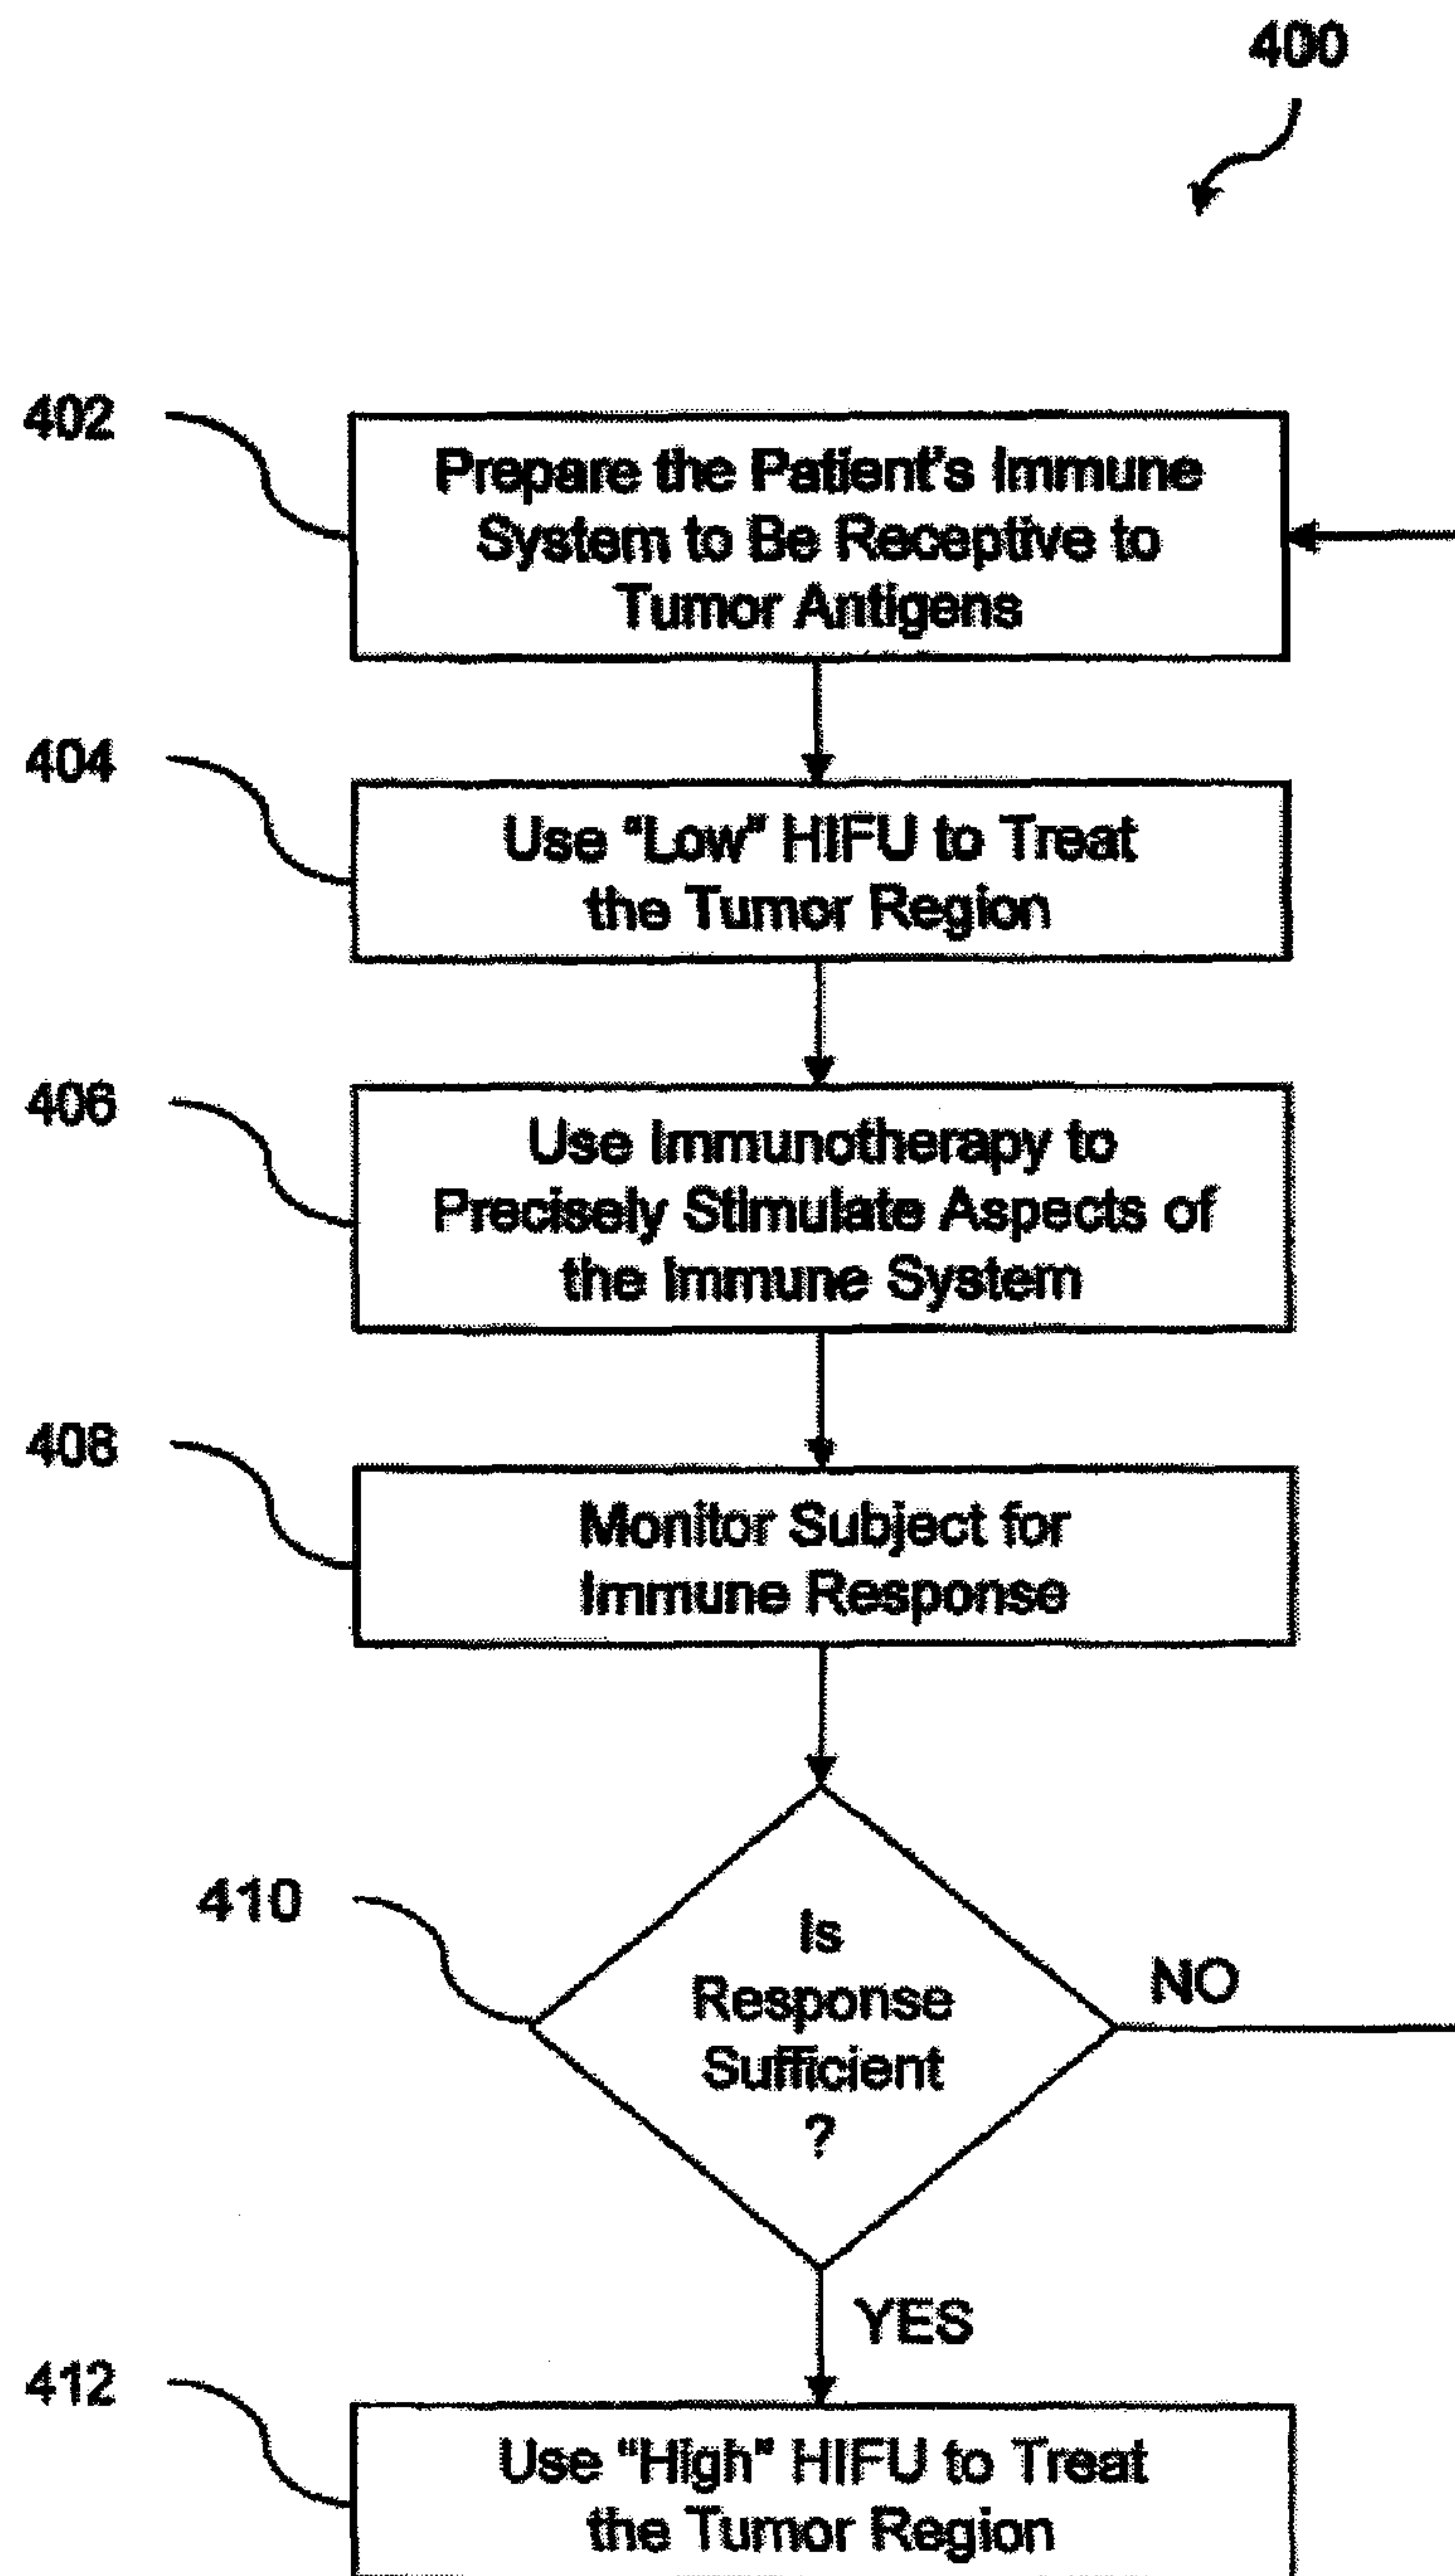 400
402
Prepare the Patient's Immune
System to Be Receptive to
Tumor Antigens
404
Use "Low" HIFU to Treat
the Tumor Region
406
Use Immunotherapy to
Precisely Stimulate Aspects of
the Immune System
408
Monitor Subject for
Immune Response
410
Is
Response
Sufficient
?
NO
YES
412
Use "High" HIFU to Treat
the Tumor Region